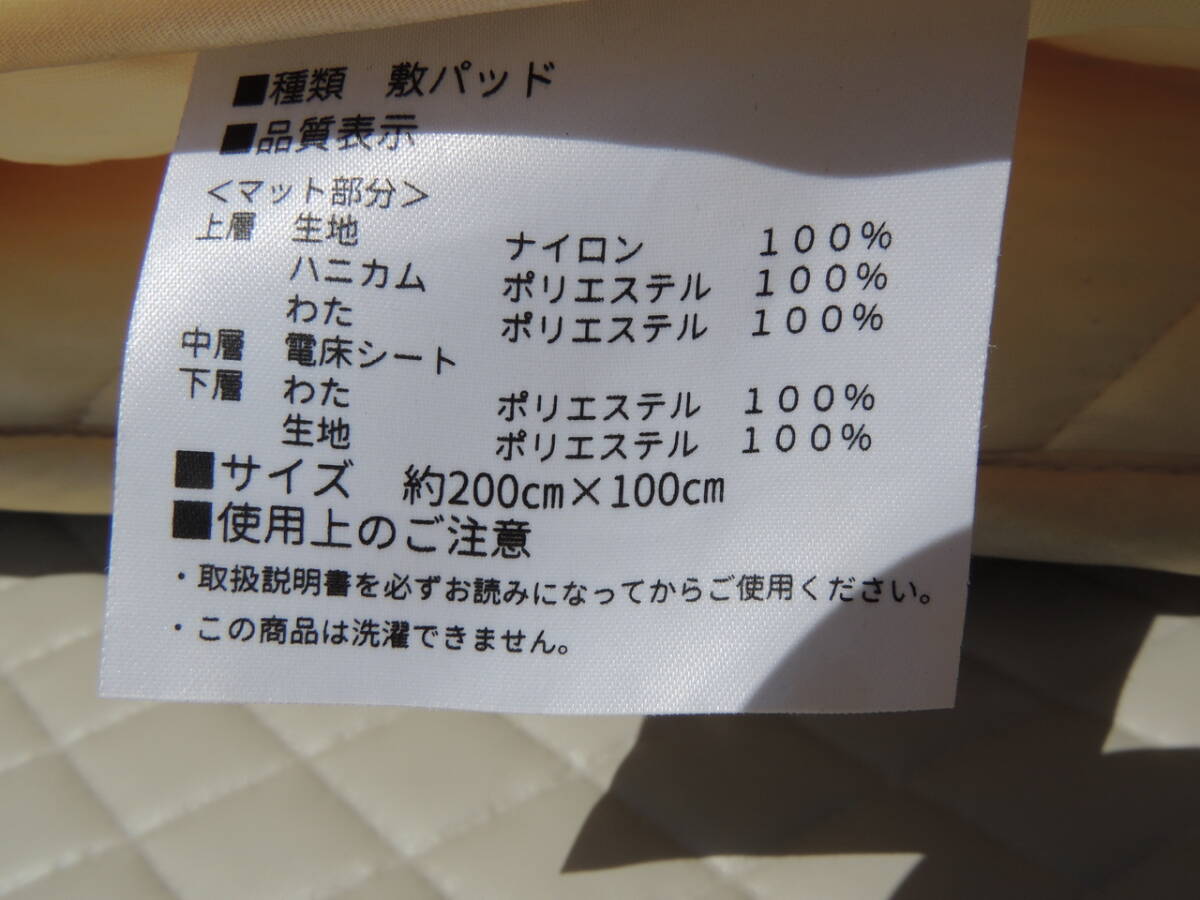 ■種類　敷パッド
■品質表示
＜マット部分＞
上層　生地　ナイロン　１００％
ハニカム　ポリエステル　１００％
わた　ポリエステル　１００％
中層　電床シート
下層　わた　ポリエステル　１００％
生地　ポリエステル　１００％
■サイズ　約200㎝×100㎝
■使用上のご注意
・取扱説明書を必ずお読みになってからご使用ください。
・この商品は洗濯できません。